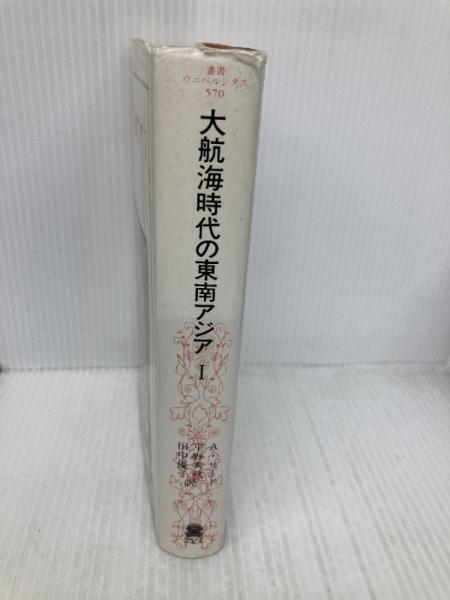 叢書
ウニベルシタス
570
大航海時代の東南アジア I
A・リード
平野秀秋
田中優子 訳